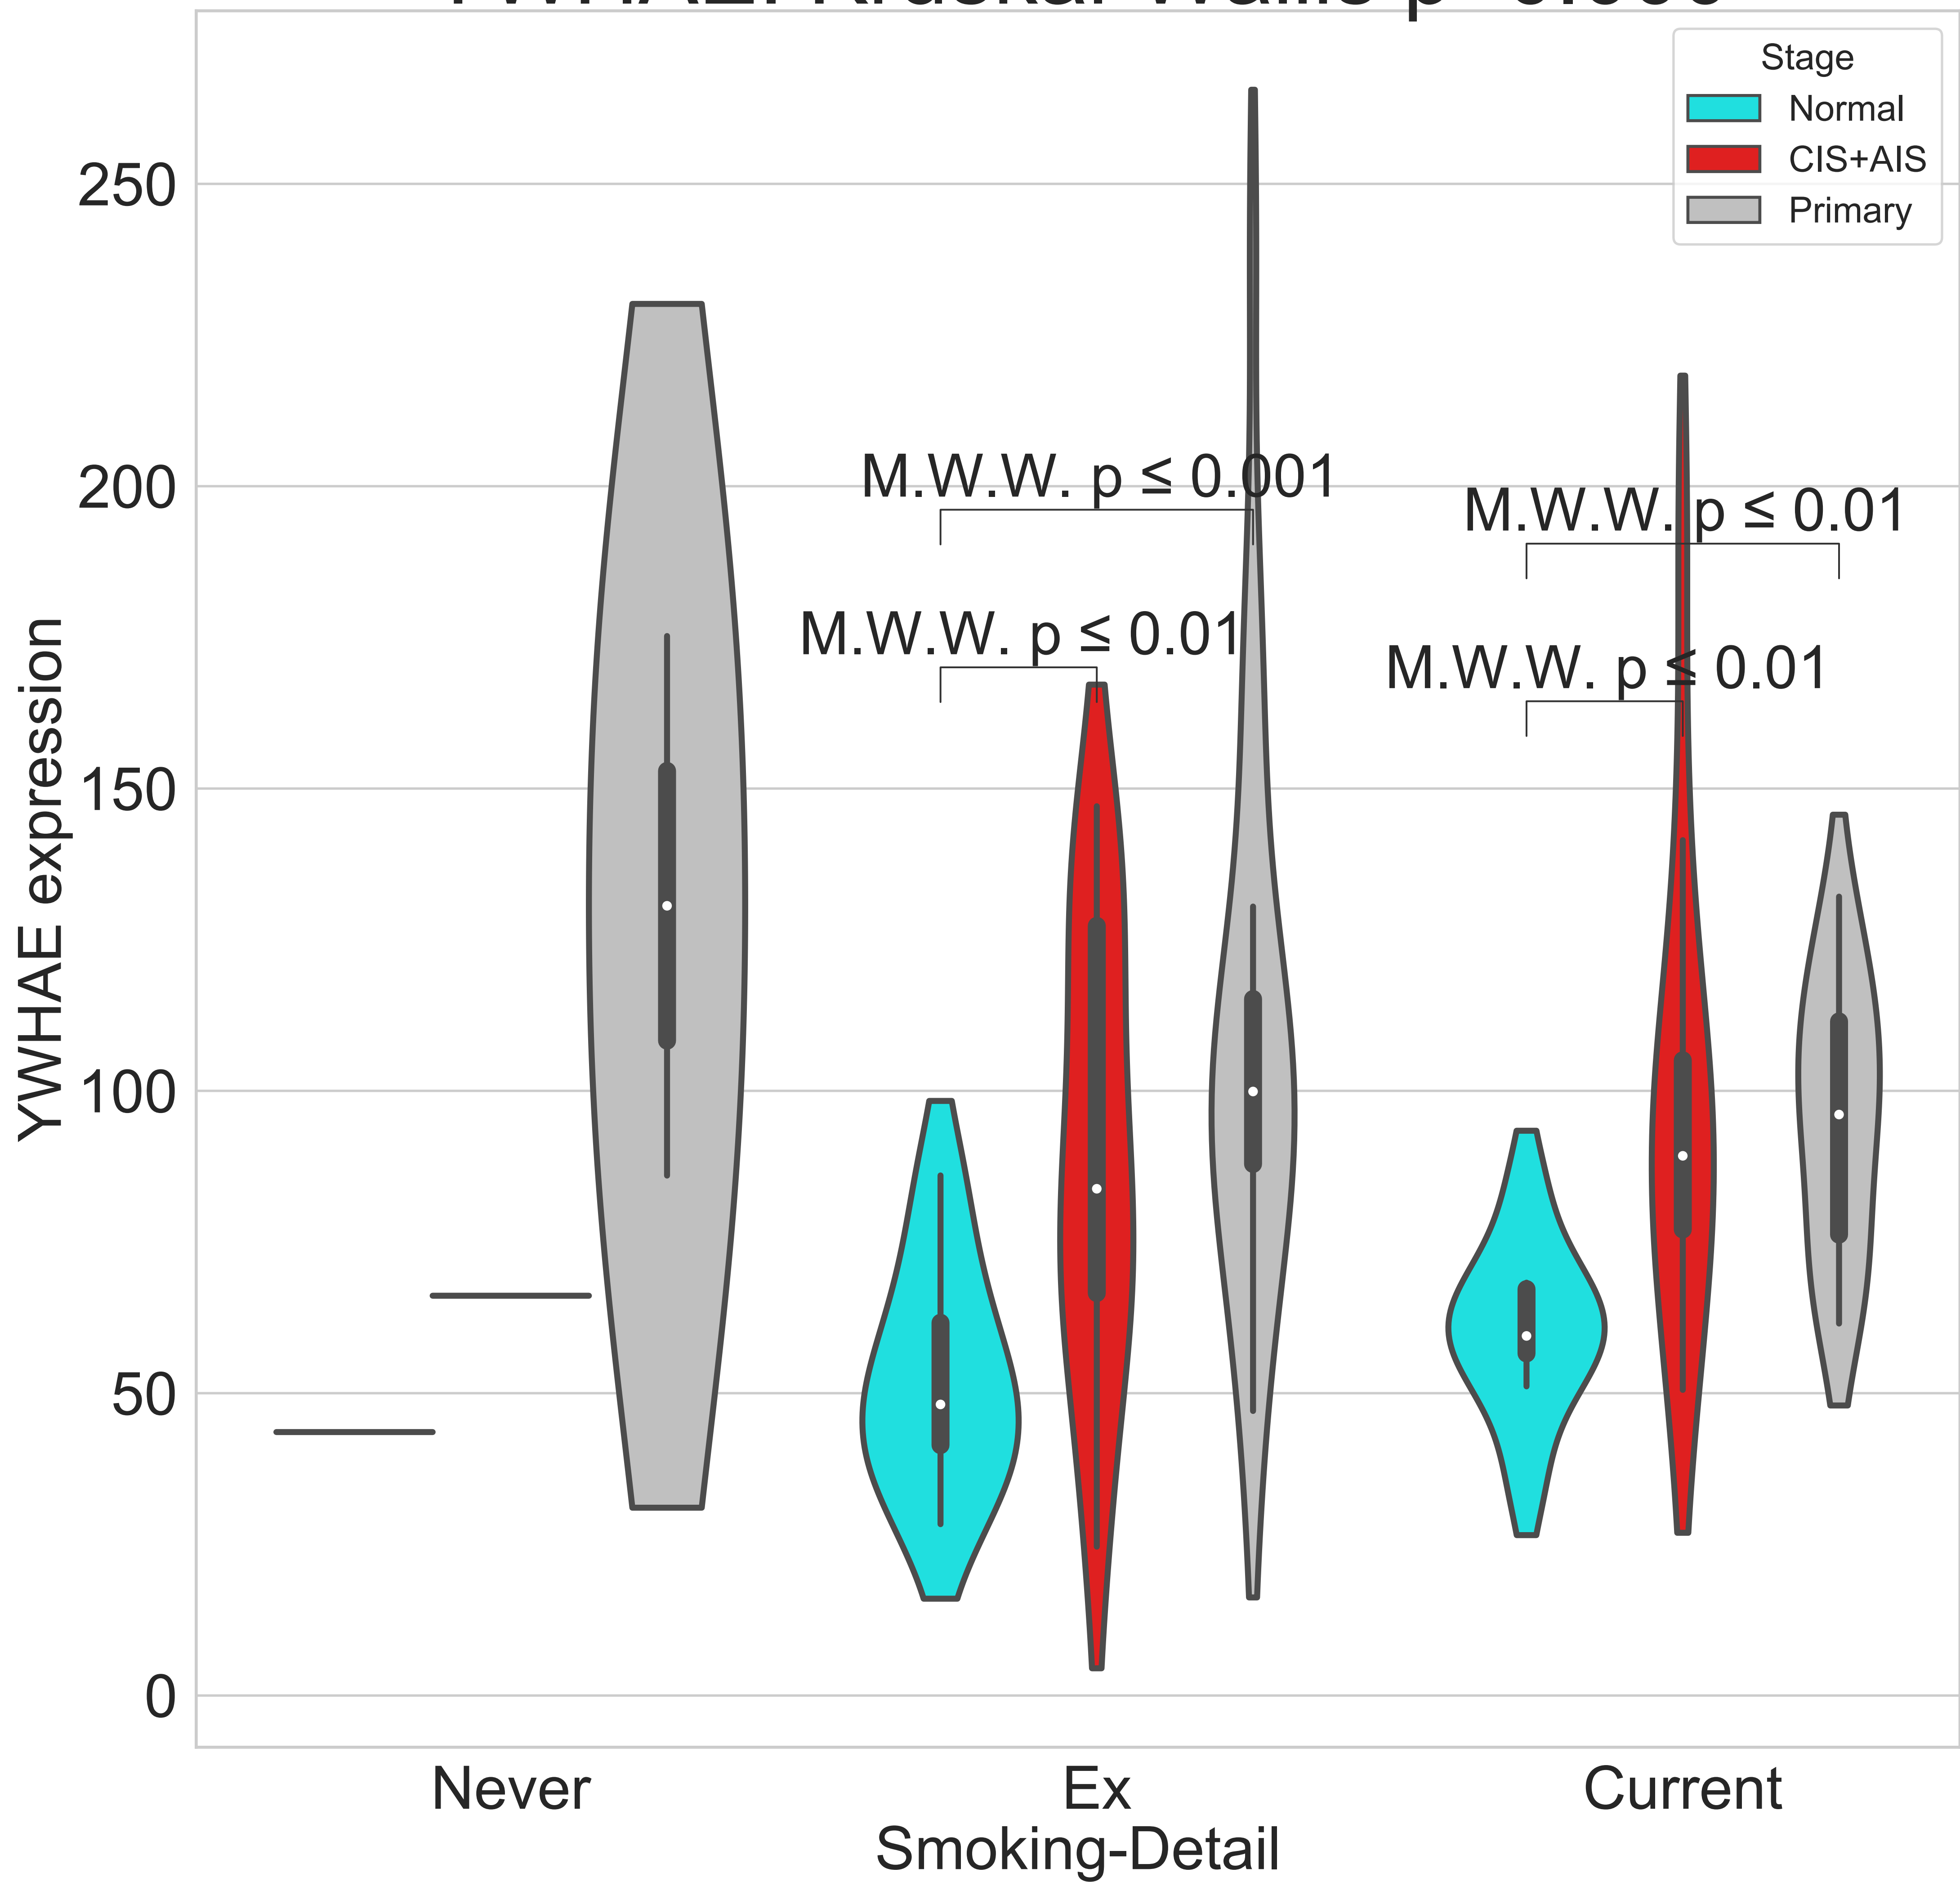 Stage
Normal
CIS+AIS
Primary
250
200
150
100
50
0
YWHAE expression
M.W.W. p ≤ 0.001
M.W.W. p ≤ 0.01
M.W.W. p ≤ 0.01
M.W.W. p ≤ 0.01
Never
Ex
Current
Smoking-Detail